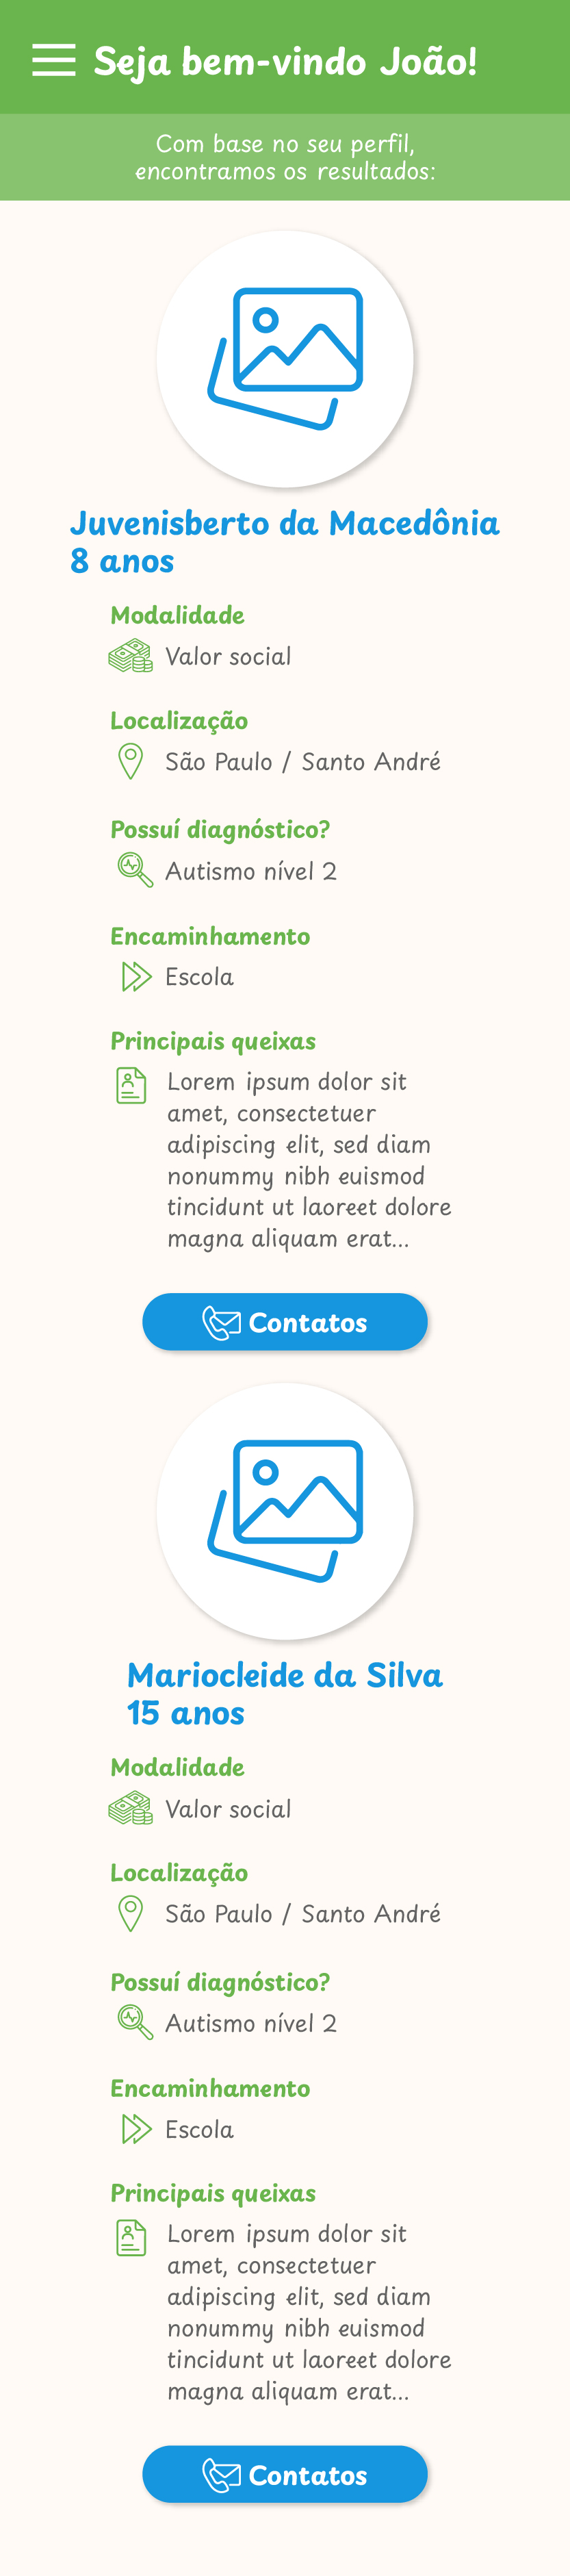 Seja bem-vindo João!
Com base no seu perfil,
encontramos os resultados:
Juvenisberto da Macedônia
8 anos
Modalidade
Valor social
Localização
São Paulo / Santo André
Possuí diagnóstico?
Autismo nível 2
Encaminhamento
Escola
Principais queixas
Lorem ipsum dolor sit
amet, consectetuer
adipiscing elit, sed diam
nonummy nibh euismod
tincidunt ut laoreet dolore
magna aliquam erat...
Contatos
Mariocleide da Silva
15 anos
Modalidade
Valor social
Localização
São Paulo / Santo André
Possuí diagnóstico?
Autismo nível 2
Encaminhamento
Escola
Principais queixas
Lorem ipsum dolor sit
amet, consectetuer
adipiscing elit, sed diam
nonummy nibh euismod
tincidunt ut laoreet dolore
magna aliquam erat...
Contatos